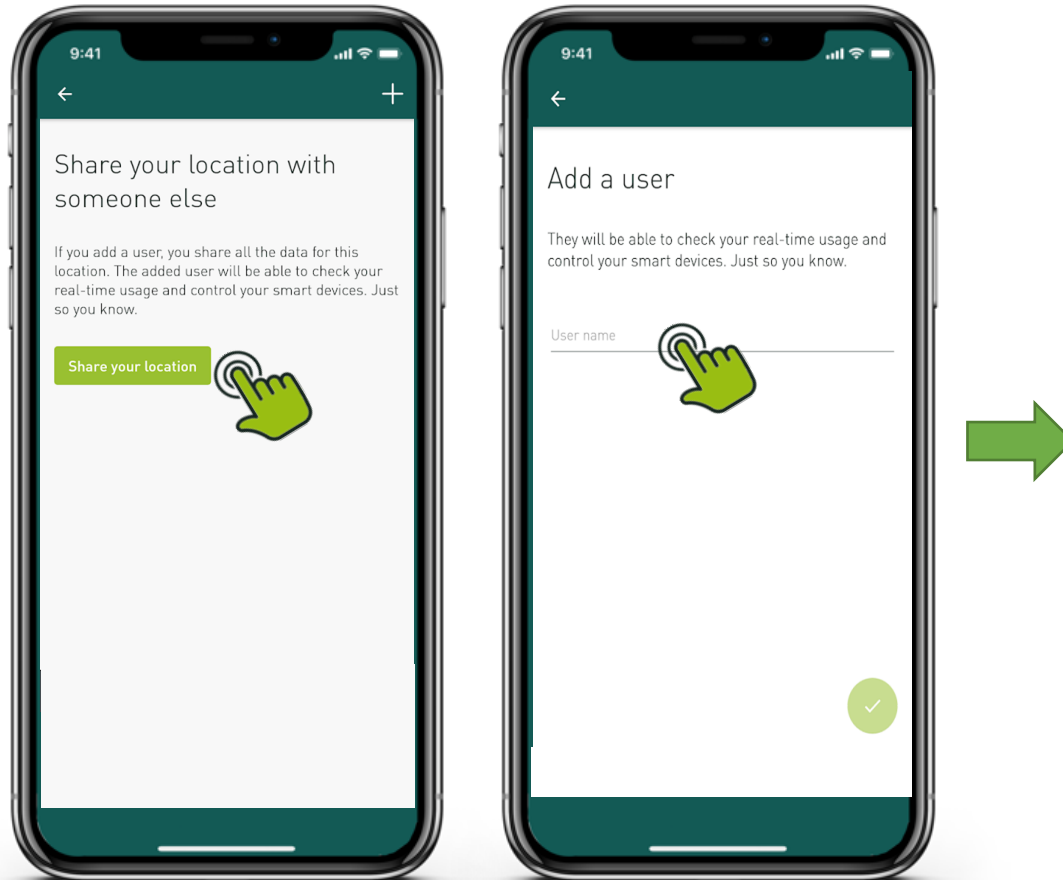 9:41
Share your location with
someone else
If you add a user, you share all the data for this
location. The added user will be able to check your
real-time usage and control your smart devices. Just
so you know.
Share your location
9:41
Add a user
They will be able to check your real-time usage and
control your smart devices. Just so you know.
User name